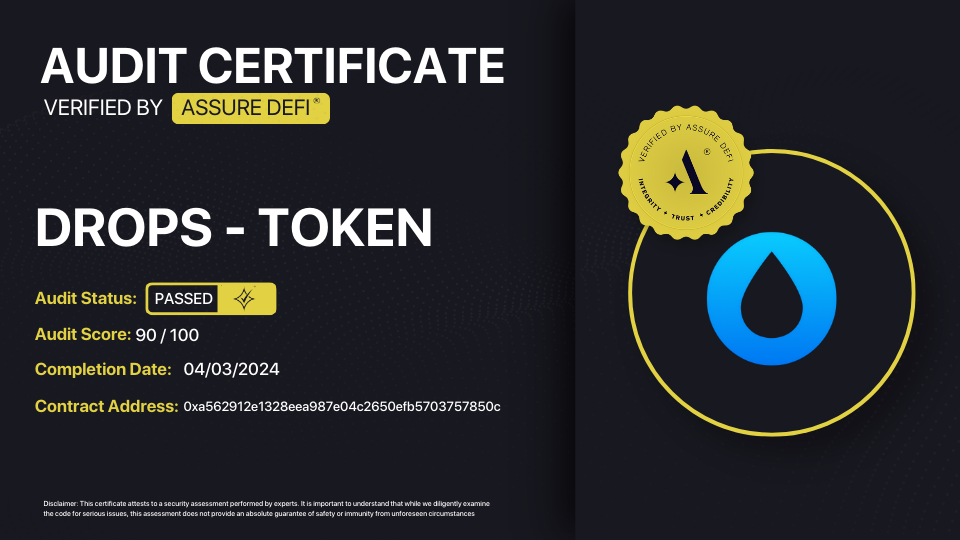 AUDIT CERTIFICATE
VERIFIED BY ASSURE DEFI ®
DROPS - TOKEN
Audit Status: PASSED
Audit Score: 90 / 100
Completion Date: 04/03/2024
Contract Address: 0xa562912e1328eea987e04c2650efb5703757850c
Disclaimer: This certificate attests to a security assessment performed by experts. It is important to understand that while we diligently examine
the code for serious issues, this assessment does not provide an absolute guarantee of safety or immunity from unforeseen circumstances
VERIFIED BY ASSURE DEFI
®
INTEGRITY ✦ TRUST ✦ CREDIBILITY